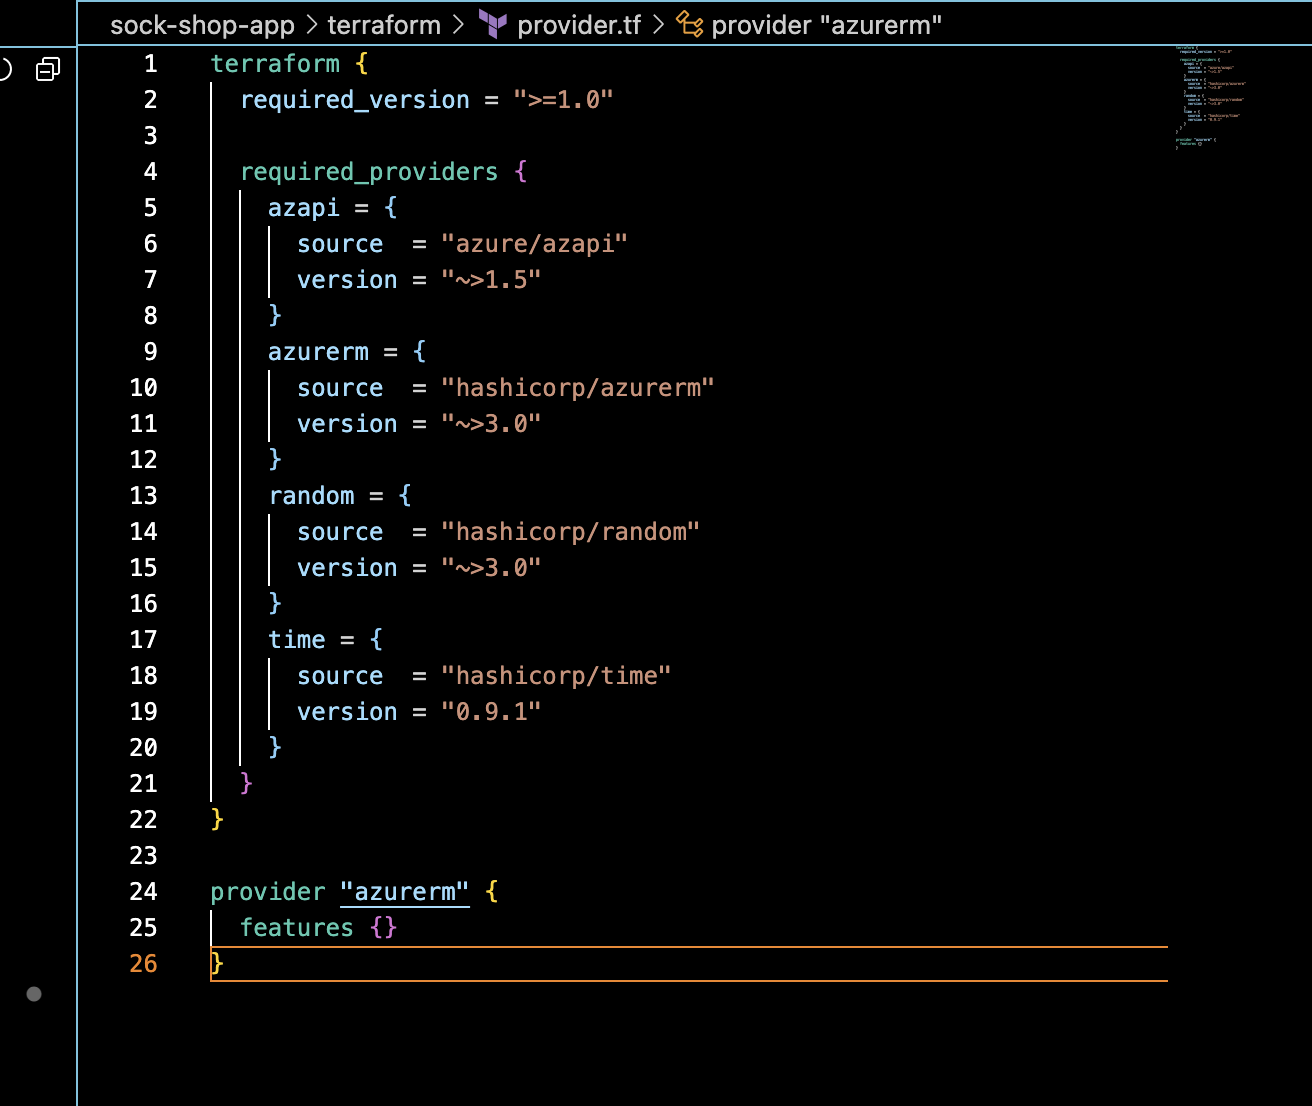 sock-shop-app > terraform > provider.tf > provider "azurerm"
1 terraform {
2   required_version = ">=1.0"
3
4   required_providers {
5     azapi = {
6       source  = "azure/azapi"
7       version = "~>1.5"
8     }
9     azurerm = {
10       source  = "hashicorp/azurerm"
11       version = "~>3.0"
12     }
13     random = {
14       source  = "hashicorp/random"
15       version = "~>3.0"
16     }
17     time = {
18       source  = "hashicorp/time"
19       version = "0.9.1"
20     }
21   }
22 }
23
24 provider "azurerm" {
25   features {}
26 }